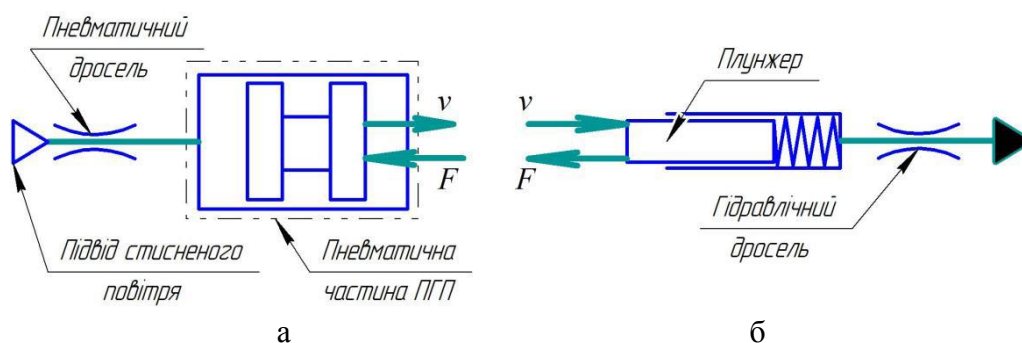 Пневматичний
дросель
v
F
Підвід стисненого
повітря
Пневматична
частина ПГП
а
Плунжер
v
F
Гідравлічний
дросель
б